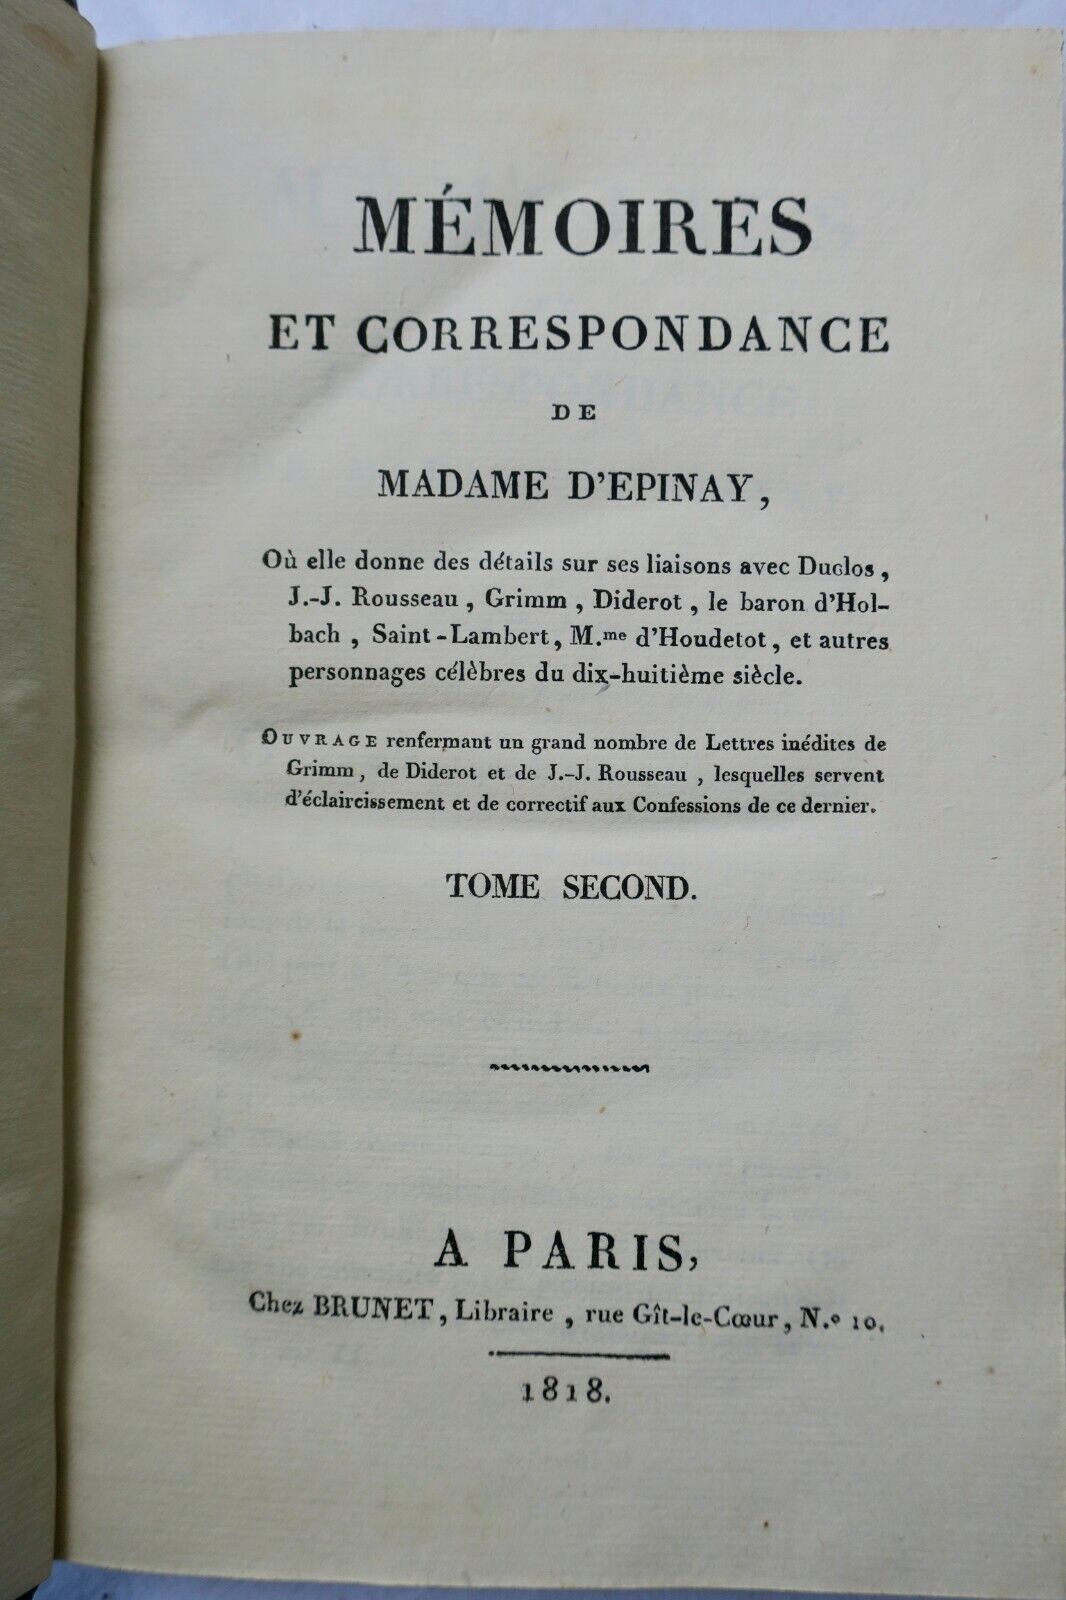 MÉMOIRES
ET CORRESPONDANCE
DE
MADAME D'EPINAY,
Où elle donne des détails sur ses liaisons avec Duclos,
J.-J. Rousseau, Grimm, Diderot, le baron d'Hol-
bach, Saint-Lambert, M.me d'Houdetot, et autres
personnages célèbres du dix-huitième siècle.
OUVRAGE renfermant un grand nombre de Lettres inédites de
Grimm, de Diderot et de J.-J. Rousseau, lesquelles servent
d'éclaircissement et de correctif aux Confessions de ce dernier.
TOME SECOND.
A PARIS,
Chez BRUNET, Libraire, rue Gît-le-Cœur, N.º 10.
1818.